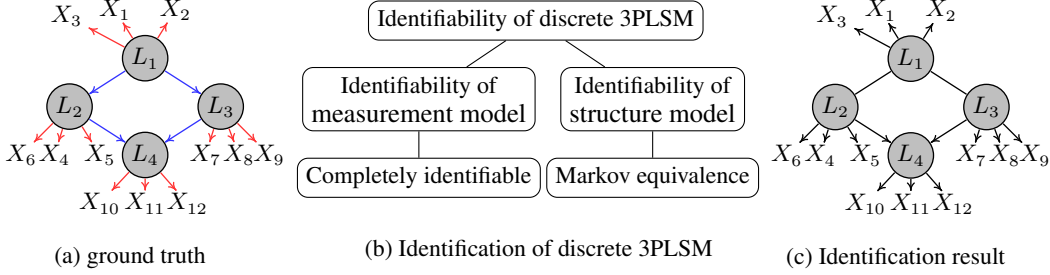 X₃
X₁
X₂
L₁
L₂
L₃
X₆
X₄
X₅
L₄
X₇
X₈
X₉
X₁₀
X₁₁
X₁₂
(a) ground truth
Identifiability of discrete 3PLSM
Identifiability of
measurement model
Identifiability of
structure model
Completely identifiable
Markov equivalence
(b) Identification of discrete 3PLSM
X₃
X₁
X₂
L₁
L₂
L₃
X₆
X₄
X₅
L₄
X₇
X₈
X₉
X₁₀
X₁₁
X₁₂
(c) Identification result